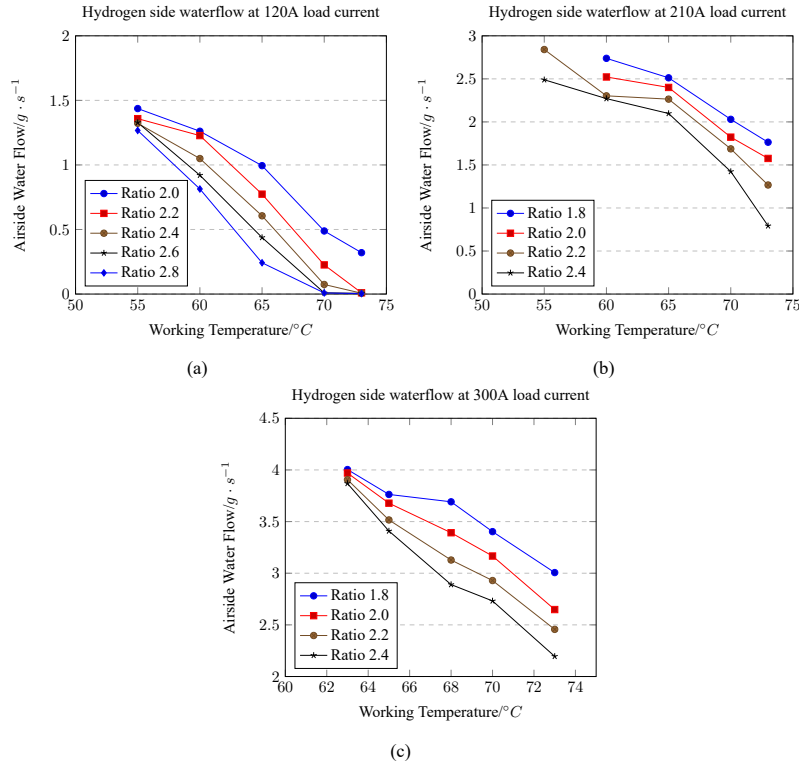 Hydrogen side waterflow at 120A load current
2
1.5
1
0.5
0
55
60
65
70
75
Airside Water Flow/g · s⁻¹
Working Temperature/°C
Ratio 2.0
Ratio 2.2
Ratio 2.4
Ratio 2.6
Ratio 2.8
(a)
Hydrogen side waterflow at 210A load current
3
2.5
2
1.5
1
0.5
0
50
55
60
65
70
75
Airside Water Flow/g · s⁻¹
Working Temperature/°C
Ratio 1.8
Ratio 2.0
Ratio 2.2
Ratio 2.4
(b)
Hydrogen side waterflow at 300A load current
4.5
4
3.5
3
2.5
2
60
62
64
66
68
70
72
74
Airside Water Flow/g · s⁻¹
Working Temperature/°C
Ratio 1.8
Ratio 2.0
Ratio 2.2
Ratio 2.4
(c)